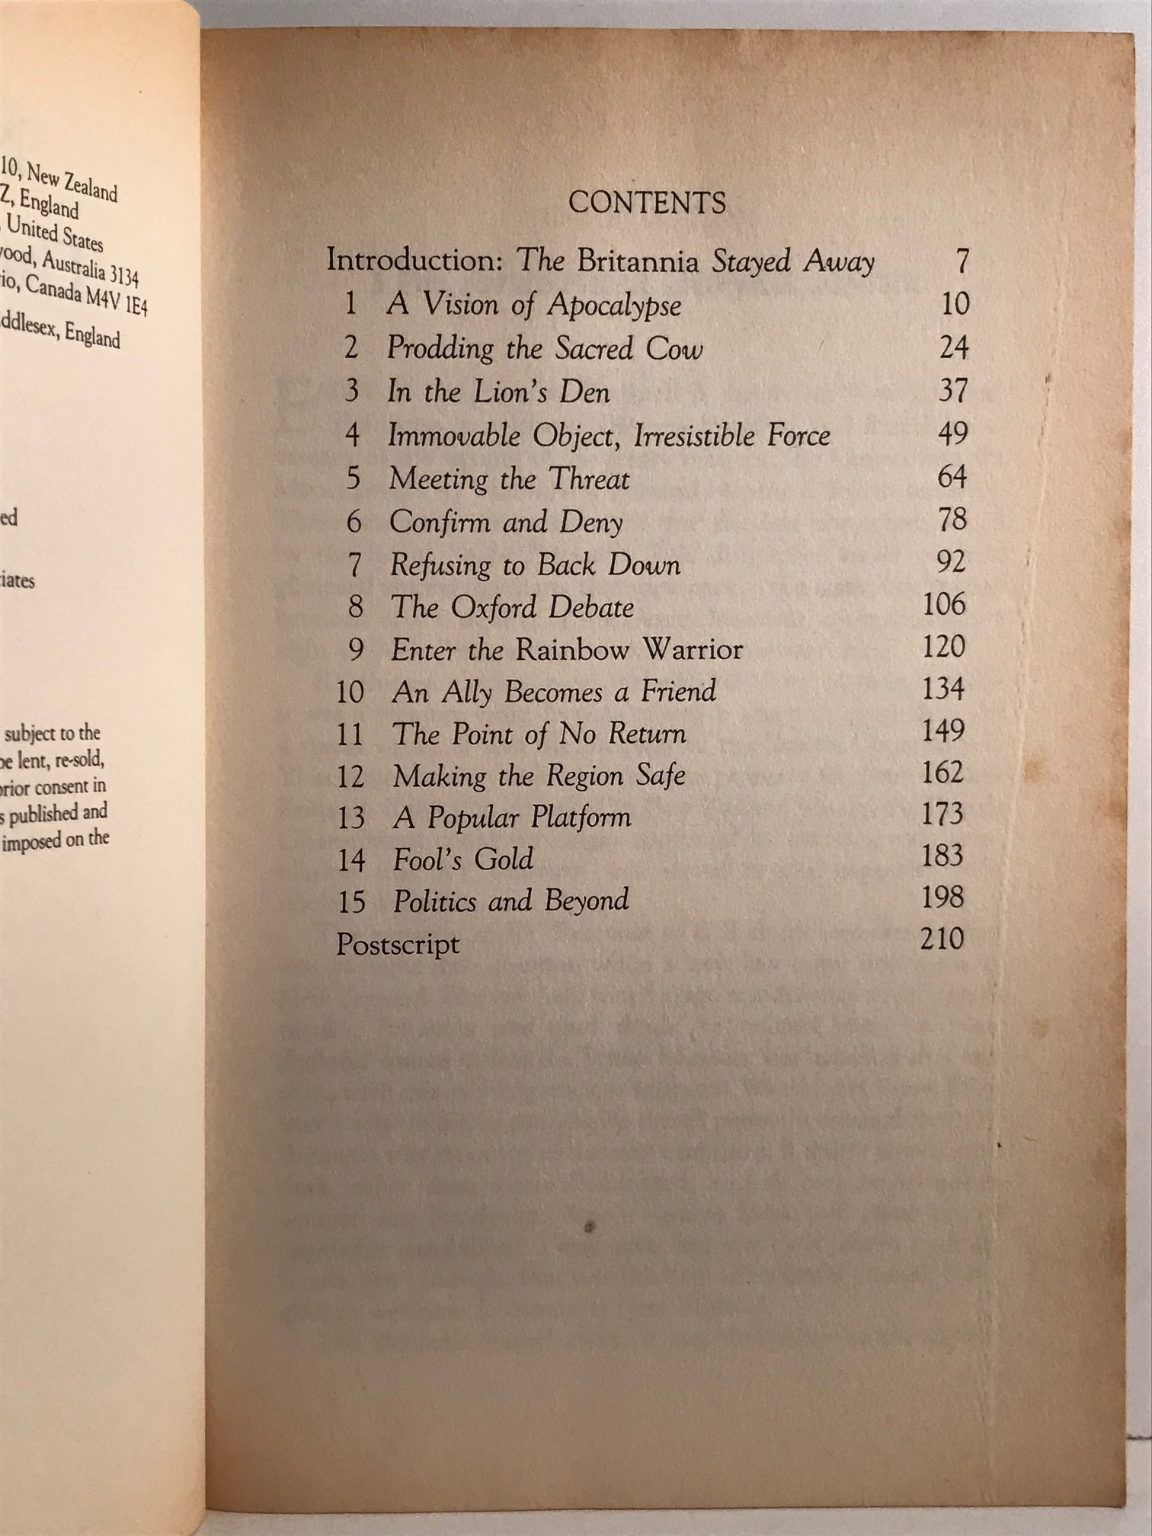 10, New Zealand
Z, England
, United States
wood, Australia 3134
rio, Canada M4V 1E4
ddlesex, England
ed
iates
subject to the
be lent, re-sold,
prior consent in
s published and
imposed on the
CONTENTS
Introduction: The Britannia Stayed Away 7
1 A Vision of Apocalypse 10
2 Prodding the Sacred Cow 24
3 In the Lion's Den 37
4 Immovable Object, Irresistible Force 49
5 Meeting the Threat 64
6 Confirm and Deny 78
7 Refusing to Back Down 92
8 The Oxford Debate 106
9 Enter the Rainbow Warrior 120
10 An Ally Becomes a Friend 134
11 The Point of No Return 149
12 Making the Region Safe 162
13 A Popular Platform 173
14 Fool's Gold 183
15 Politics and Beyond 198
Postscript 210